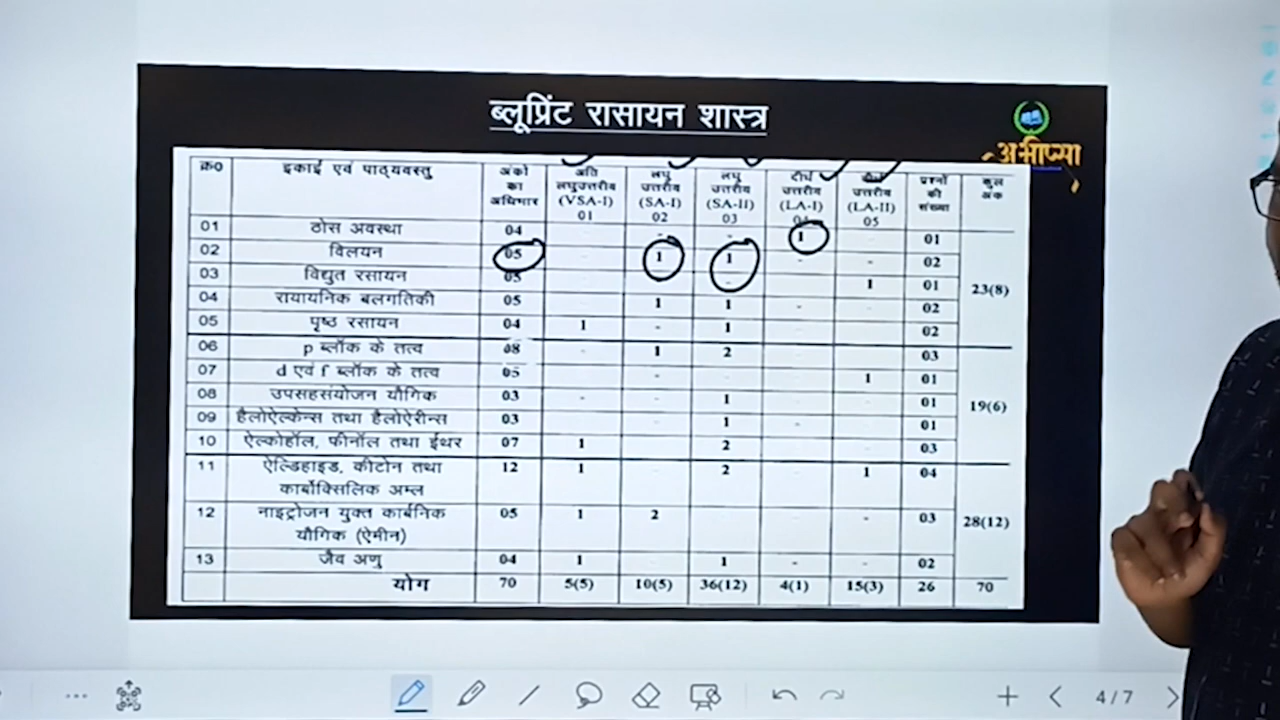 ब्लूप्रिंट रासायन शास्त्र
अभीप्सा
क्र० इकाई एवं पाठ्यवस्तु अंकों का अधिभार अति लघुउत्तरीय (VSA-I) 01 लघु उत्तरीय (SA-I) 02 लघु उत्तरीय (SA-II) 03 दीर्घ उत्तरीय (LA-I) 04 दीर्घ उत्तरीय (LA-II) 05 प्रश्नों की संख्या कुल अंक
01 ठोस अवस्था 04 - - 1 - 01
02 विलयन 05 - 1 1 - - 02
03 विद्युत रसायन 05 - 1 01 23(8)
04 रायायनिक बलगतिकी 05 1 1 - - 02
05 पृष्ठ रसायन 04 1 - 1 02
06 p ब्लॉक के तत्व 08 - 1 2 03
07 d एवं f ब्लॉक के तत्व 05 - 1 01
08 उपसहसंयोजन यौगिक 03 - - 1 01 19(6)
09 हैलोऐल्केन्स तथा हैलोऐरीन्स 03 1 - 01
10 ऐल्कोहॉल, फीनॉल तथा ईथर 07 1 2 03
11 ऐल्डिहाइड, कीटोन तथा 12 1 2 1 04
कार्बोक्सिलिक अम्ल
12 नाइट्रोजन युक्त कार्बनिक 05 1 2 - 03 28(12)
यौगिक (ऐमीन)
13 जैव अणु 04 1 1 - - 02
योग 70 5(5) 10(5) 36(12) 4(1) 15(3) 26 70
4/7